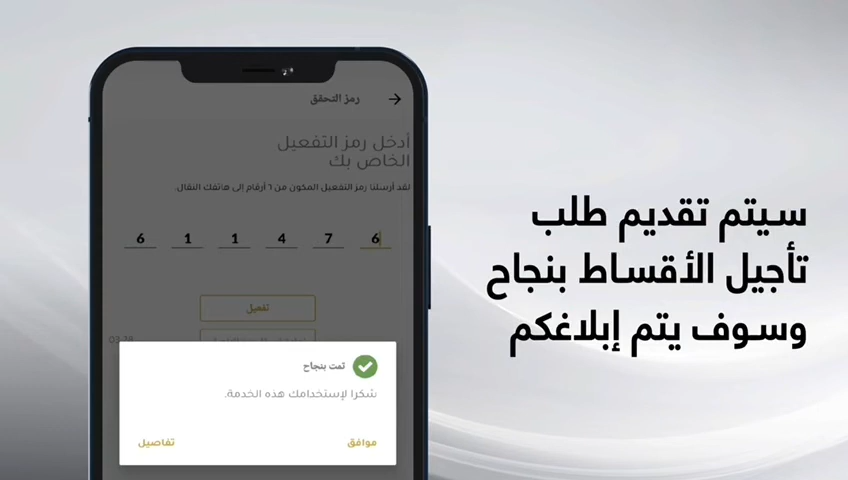 رمز التحقق
أدخل رمز التفعيل
الخاص بك
لقد أرسلنا رمز التفعيل المكون من ٦ أرقام إلى هاتفك النقال.
6 1 1 4 7 6
تفعيل
تمت بنجاح
شكرا لإستخدامك هذه الخدمة.
موافق
تفاصيل
سيتم تقديم طلب
تأجيل الأقساط بنجاح
وسوف يتم إبلاغكم